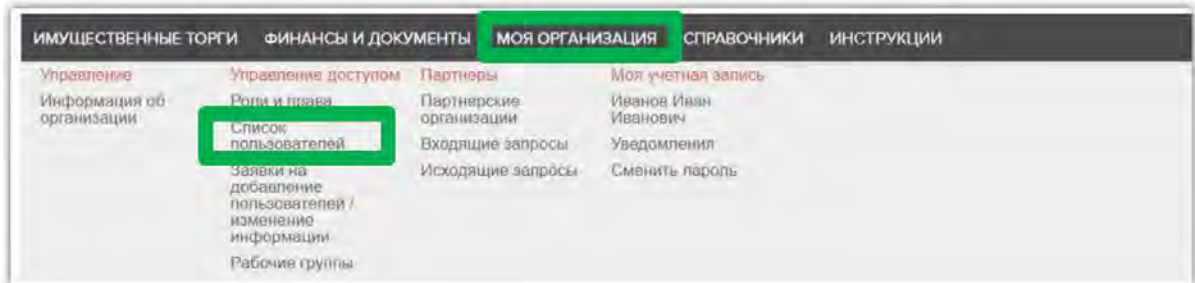 ИМУЩЕСТВЕННЫЕ ТОРГИ ФИНАНСЫ И ДОКУМЕНТЫ МОЯ ОРГАНИЗАЦИЯ СПРАВОЧНИКИ ИНСТРУКЦИИ
Управление
Информация об
организации
Управление доступом
Роли и права
Список
пользователей
Заявки на
добавление
пользователей /
изменение
информации
Рабочие группы
Партнеры
Партнерские
организации
Входящие запросы
Исходящие запросы
Моя учетная запись
Иванов Иван
Иванович
Уведомления
Сменить пароль